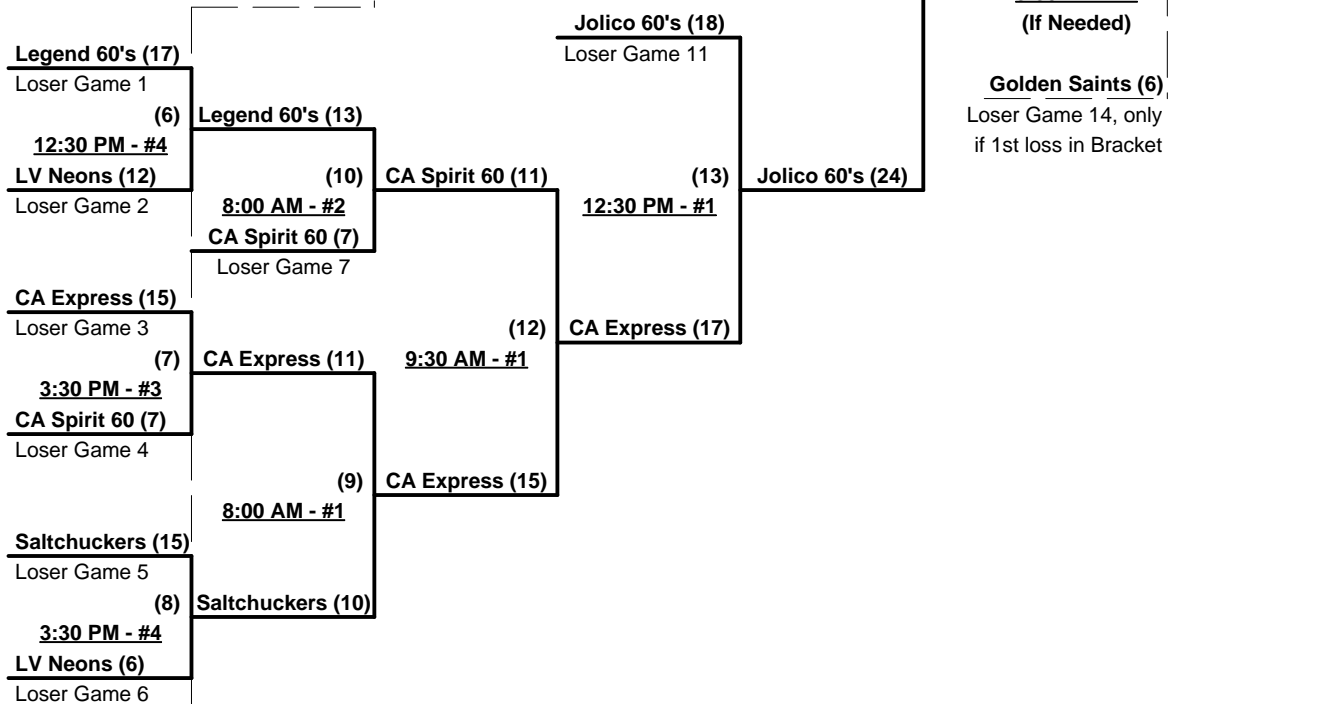 Jolico 60's (18)
(If Needed)
Legend 60's (17)
Loser Game 11
Loser Game 1
Golden Saints (6)
(6)
Legend 60's (13)
Loser Game 14, only
12:30 PM - #4
if 1st loss in Bracket
LV Neons (12)
(10)
CA Spirit 60 (11)
(13)
Jolico 60's (24)
Loser Game 2
8:00 AM - #2
12:30 PM - #1
CA Spirit 60 (7)
Loser Game 7
CA Express (15)
Loser Game 3
(12)
CA Express (17)
(7)
CA Express (11)
9:30 AM - #1
3:30 PM - #3
CA Spirit 60 (7)
Loser Game 4
(9)
CA Express (15)
8:00 AM - #1
Saltchuckers (15)
Loser Game 5
(8)
Saltchuckers (10)
3:30 PM - #4
LV Neons (6)
Loser Game 6